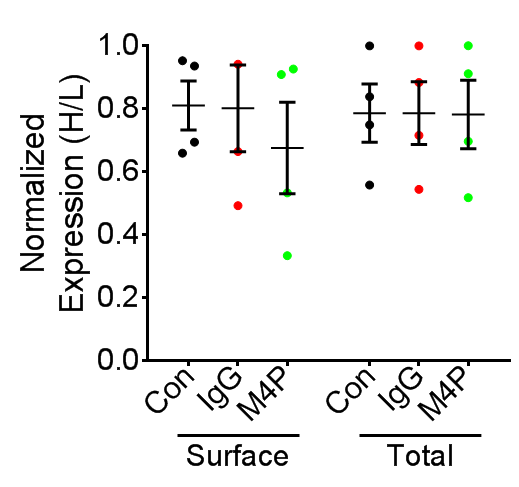 Normalized
Expression (H/L)
1.0
0.8
0.6
0.4
0.2
0.0
Con
IgG
M4P
Con
IgG
M4P
Surface
Total